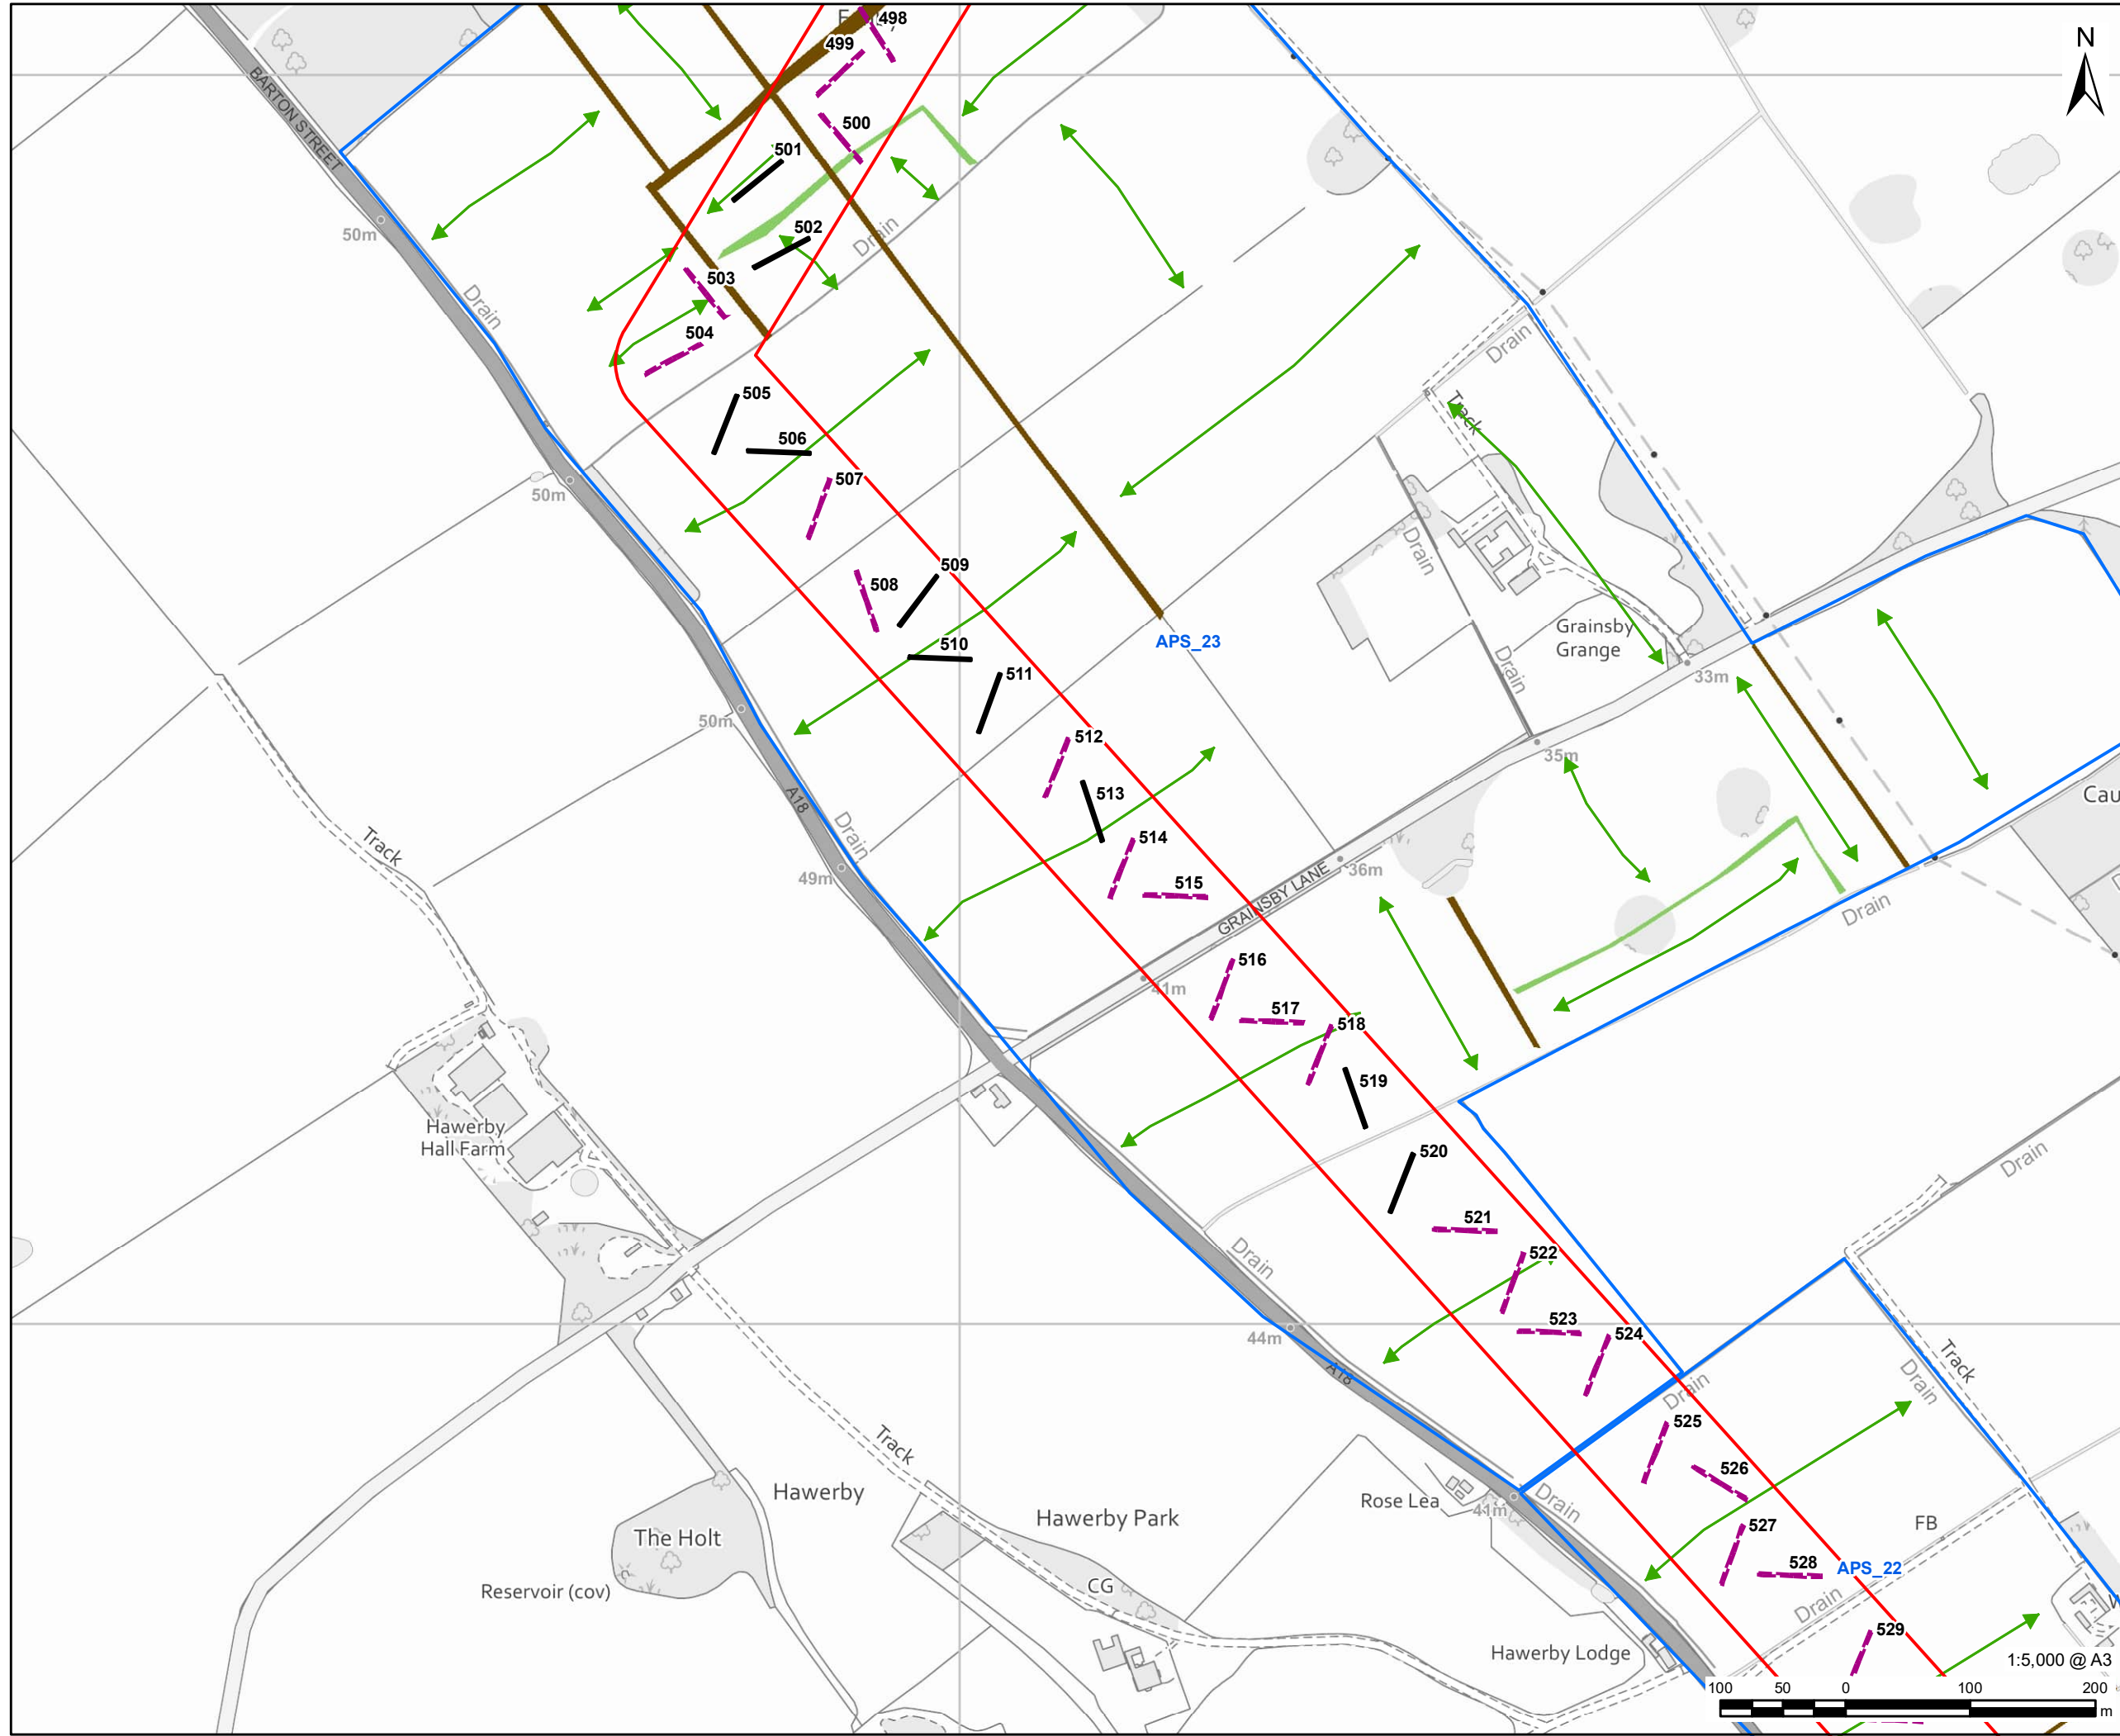 498
499
N
BARTON STREET
500
501
50m
502
Drain
Drain
503
504
Drain
505
Track
506
507
50m
Drain
509
508
Grainsby
Grange
510
APS_23
Drain
511
33m
50m
512
35m
A18
513
Cau
Drain
514
Track
GRAINSBY LANE
36m
49m
515
Drain
516
41m
517
518
519
Hawerby
Hall Farm
520
Drain
521
Drain
522
523
524
44m
A18
Track
Drain
Drain
525
Track
526
Hawerby
Rose Lea
41m
Drain
Hawerby Park
527
FB
The Holt
528
APS_22
CG
Reservoir (cov)
Drain
529
Hawerby Lodge
1:5,000 @ A3
100 50 0 100 200
m